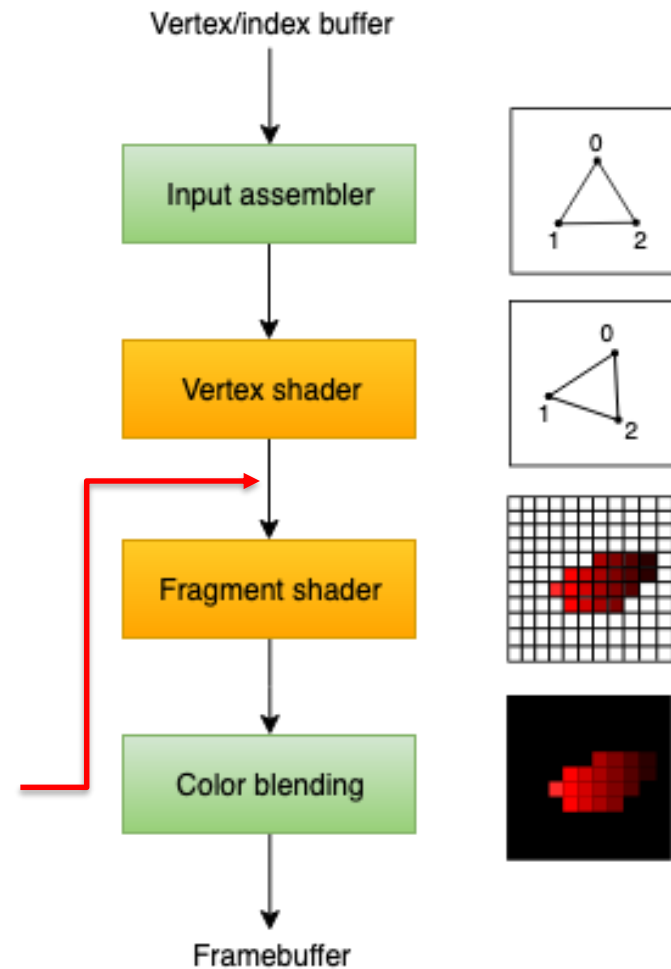 Vertex/index buffer
Input assembler
0
1
2
Vertex shader
0
1
2
Fragment shader
Color blending
Framebuffer